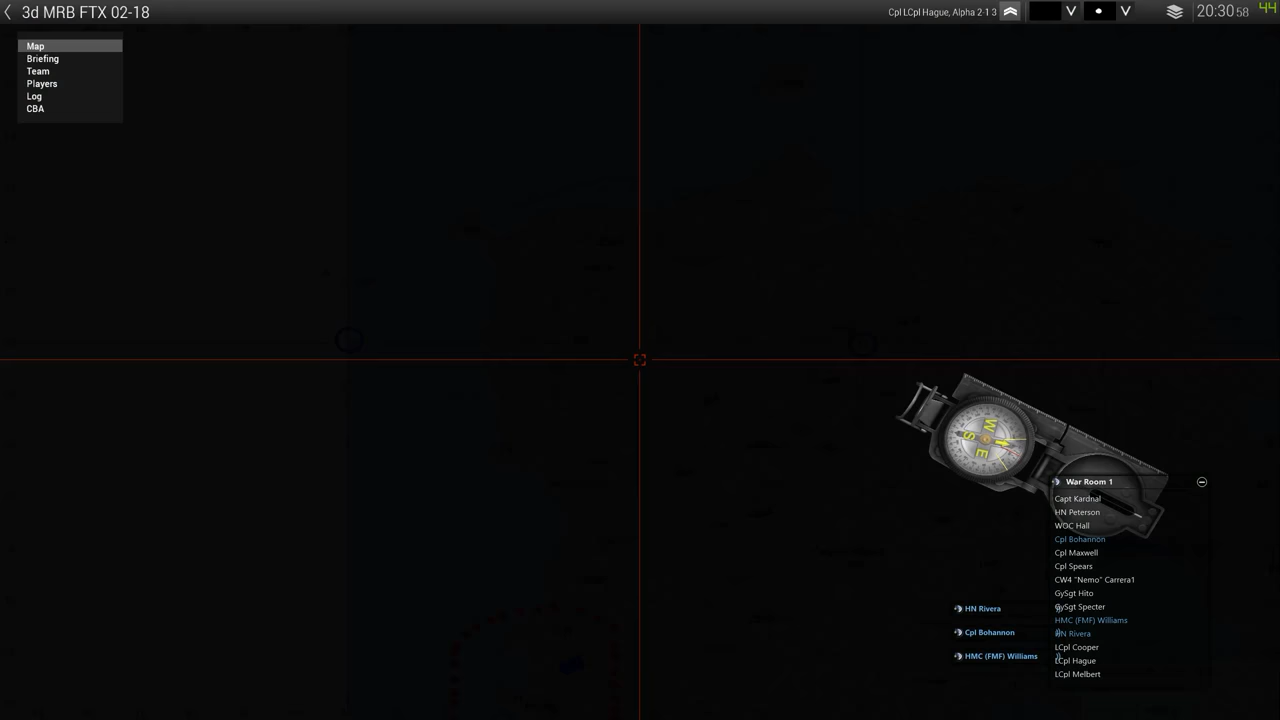 3d MRB FTX 02-18
Cpl LCpl Hague, Alpha 2-1 3
20:30 58
44
Map
Briefing
Team
Players
Log
CBA
W
S
E
War Room 1
Capt Kardnal
HN Peterson
WOC Hall
Cpl Bohannon
Cpl Maxwell
Cpl Spears
CW4 "Nemo" Carrera1
GySgt Hito
GySgt Specter
HMC (FMF) Williams
HN Rivera
LCpl Cooper
LCpl Hague
LCpl Melbert
HN Rivera
Cpl Bohannon
HMC (FMF) Williams